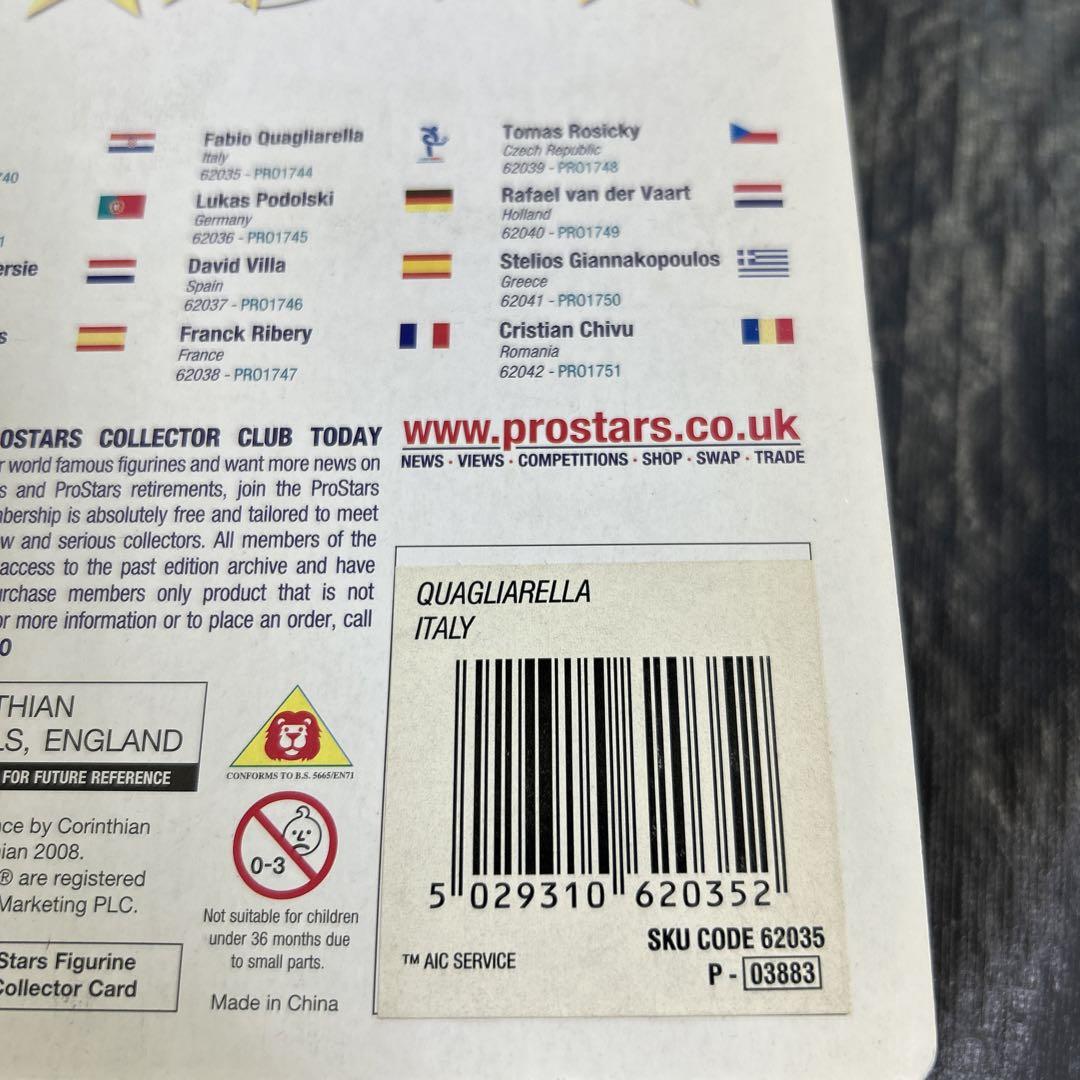 740
1
ersie
s
Fabio Quagliarella
Italy
62035 - PRO1744
Lukas Podolski
Germany
62036 - PRO1745
David Villa
Spain
62037 - PRO1746
Franck Ribery
France
62038 - PRO1747
Tomas Rosicky
Czech Republic
62039 - PRO1748
Rafael van der Vaart
Holland
62040 - PRO1749
Stelios Giannakopoulos
Greece
62041 - PRO1750
Cristian Chivu
Romania
62042 - PRO1751
OSTARS COLLECTOR CLUB TODAY
r world famous figurines and want more news on
s and ProStars retirements, join the ProStars
bership is absolutely free and tailored to meet
w and serious collectors. All members of the
access to the past edition archive and have
urchase members only product that is not
or more information or to place an order, call
0
www.prostars.co.uk
NEWS · VIEWS · COMPETITIONS · SHOP · SWAP · TRADE
THIAN
LS, ENGLAND
FOR FUTURE REFERENCE
nce by Corinthian
ian 2008.
® are registered
Marketing PLC.
Stars Figurine
Collector Card
CONFORMS TO B.S. 5665/EN71
0-3
Not suitable for children
under 36 months due
to small parts.
Made in China
QUAGLIARELLA
ITALY
5 029310 620352
SKU CODE 62035
™ AIC SERVICE
P - 03883